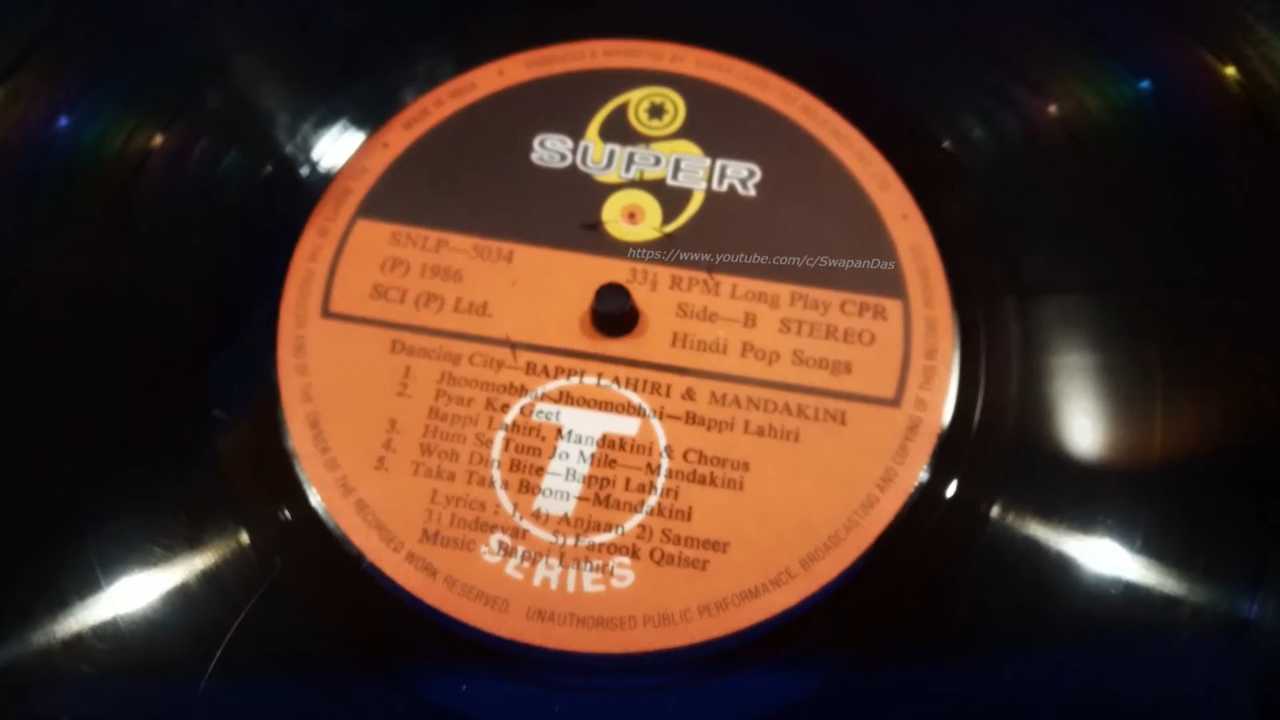 SUPER
https://www.youtube.com/c/SwapanDas
SNLP—5034
(P) 1986
SCI (P) Ltd.
33⅓ RPM Long Play CPR
Side—B STEREO
Hindi Pop Songs
Dancing City—BAPPI LAHIRI & MANDAKINI
1. Jhoomobhai Jhoomobhai—Bappi Lahiri
2. Pyar Ke Geet
Bappi Lahiri, Mandakini & Chorus
3. Hum Se Tum Jo Mile—Mandakini
4. Woh Din Bite—Bappi Lahiri
5. Taka Taka Boom—Mandakini
Lyrics : 1, 4) Anjaan 2) Sameer
3) Indeevar 5) Farook Qaiser
Music : Bappi Lahiri
T
SERIES
MADE IN INDIA
OF THE RECORDED WORK RESERVED. UNAUTHORISED PUBLIC PERFORMANCE BROADCASTING AND COPYING OF THIS RECORD